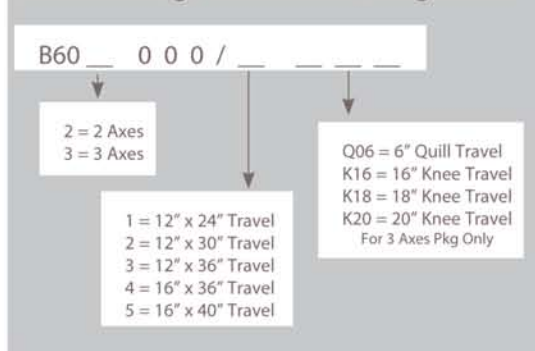 B60__ 0 0 0 / __ __ __ __
2 = 2 Axes
3 = 3 Axes
1 = 12" x 24" Travel
2 = 12" x 30" Travel
3 = 12" x 36" Travel
4 = 16" x 36" Travel
5 = 16" x 40" Travel
Q06 = 6" Quill Travel
K16 = 16" Knee Travel
K18 = 18" Knee Travel
K20 = 20" Knee Travel
For 3 Axes Pkg Only